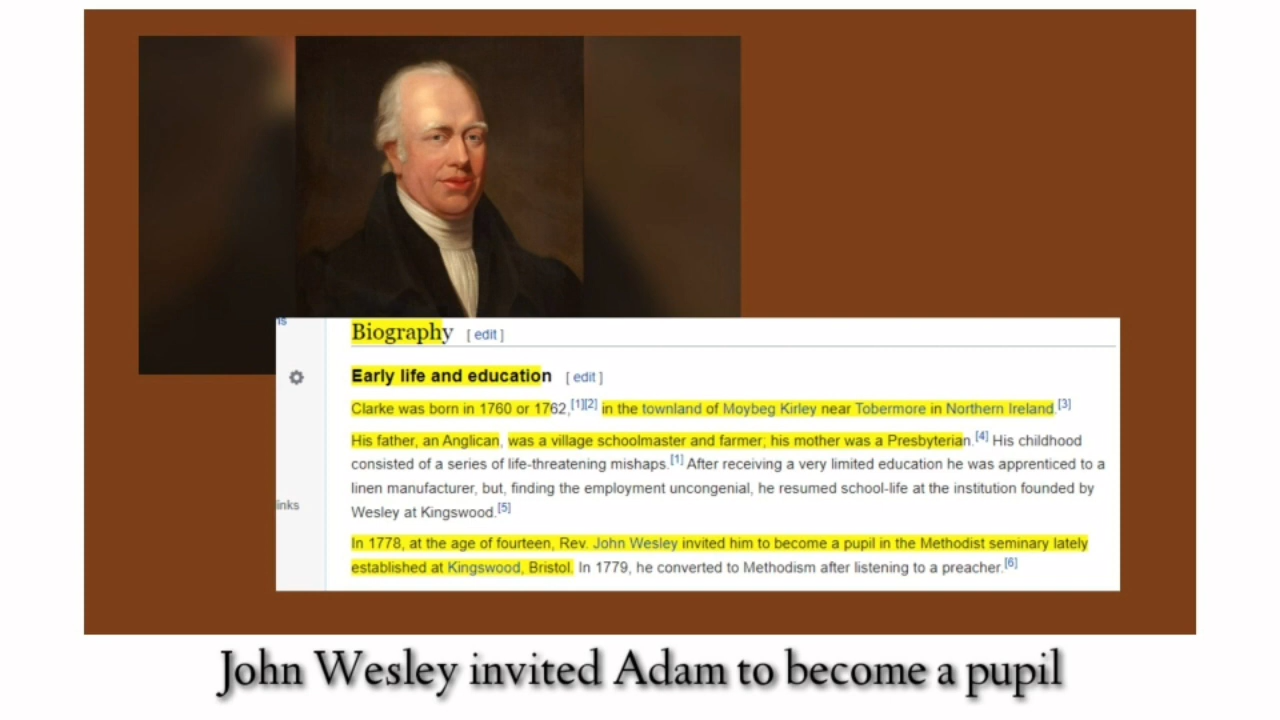 Biography [ edit ]
Early life and education [ edit ]
Clarke was born in 1760 or 1762,[1][2] in the townland of Moybeg Kirley near Tobermore in Northern Ireland.[3]
His father, an Anglican, was a village schoolmaster and farmer; his mother was a Presbyterian.[4] His childhood
consisted of a series of life-threatening mishaps.[1] After receiving a very limited education he was apprenticed to a
linen manufacturer, but, finding the employment uncongenial, he resumed school-life at the institution founded by
inks
Wesley at Kingswood.[5]
In 1778, at the age of fourteen, Rev. John Wesley invited him to become a pupil in the Methodist seminary lately
established at Kingswood, Bristol. In 1779, he converted to Methodism after listening to a preacher.[6]
John Wesley invited Adam to become a pupil